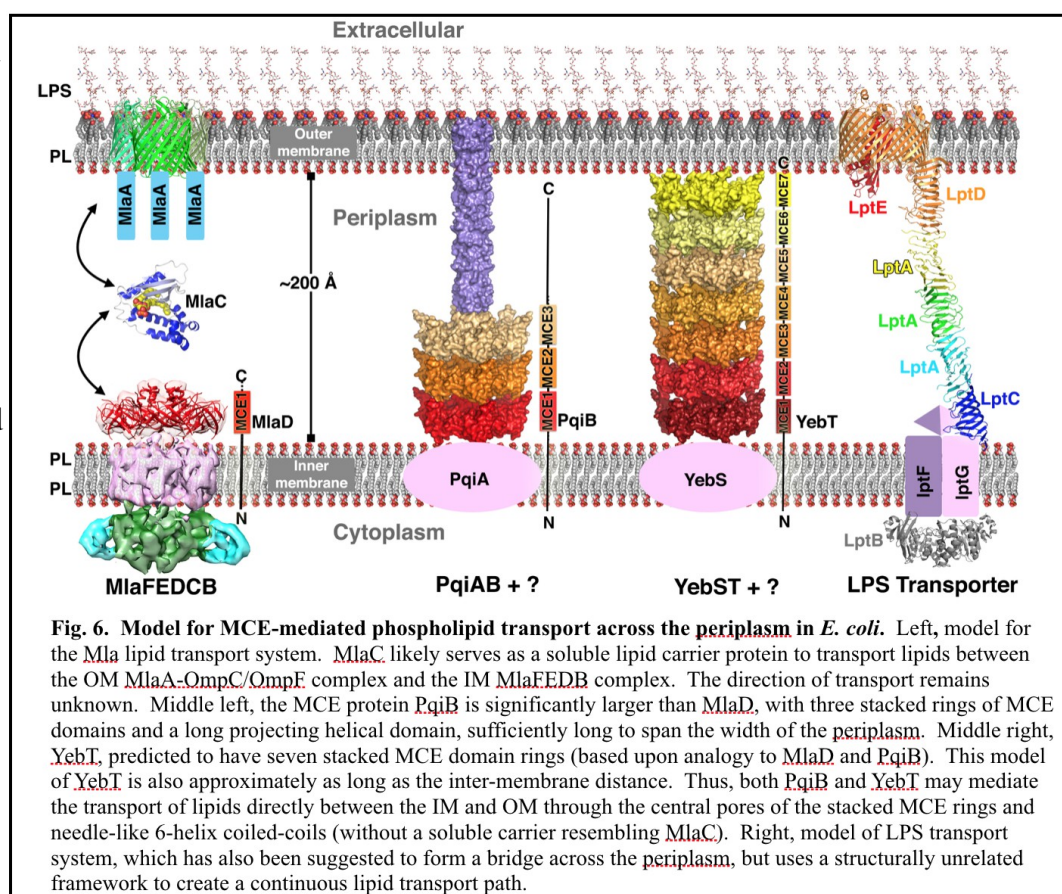 Extracellular
LPS
Outer
membrane
PL
MlaA
MlaA
MlaA
Periplasm
C
C
LptE
LptD
~200 Å
MlaC
LptA
LptA
LptA
MCE1-MCE2-MCE3
MCE1-MCE2-MCE3-MCE4-MCE5-MCE6-MCE7
C
MCE1
MlaD
PqiB
YebT
LptC
PL
PL
Inner
membrane
PqiA
YebS
lptF
lptG
N
N
N
Cytoplasm
LptB
MlaFEDCB
PqiAB + ?
YebST + ?
LPS Transporter
Fig. 6. Model for MCE-mediated phospholipid transport across the periplasm in E. coli. Left, model for
the Mla lipid transport system. MlaC likely serves as a soluble lipid carrier protein to transport lipids between
the OM MlaA-OmpC/OmpF complex and the IM MlaFEDB complex. The direction of transport remains
unknown. Middle left, the MCE protein PqiB is significantly larger than MlaD, with three stacked rings of MCE
domains and a long projecting helical domain, sufficiently long to span the width of the periplasm. Middle right,
YebT, predicted to have seven stacked MCE domain rings (based upon analogy to MlaD and PqiB). This model
of YebT is also approximately as long as the inter-membrane distance. Thus, both PqiB and YebT may mediate
the transport of lipids directly between the IM and OM through the central pores of the stacked MCE rings and
needle-like 6-helix coiled-coils (without a soluble carrier resembling MlaC). Right, model of LPS transport
system, which has also been suggested to form a bridge across the periplasm, but uses a structurally unrelated
framework to create a continuous lipid transport path.